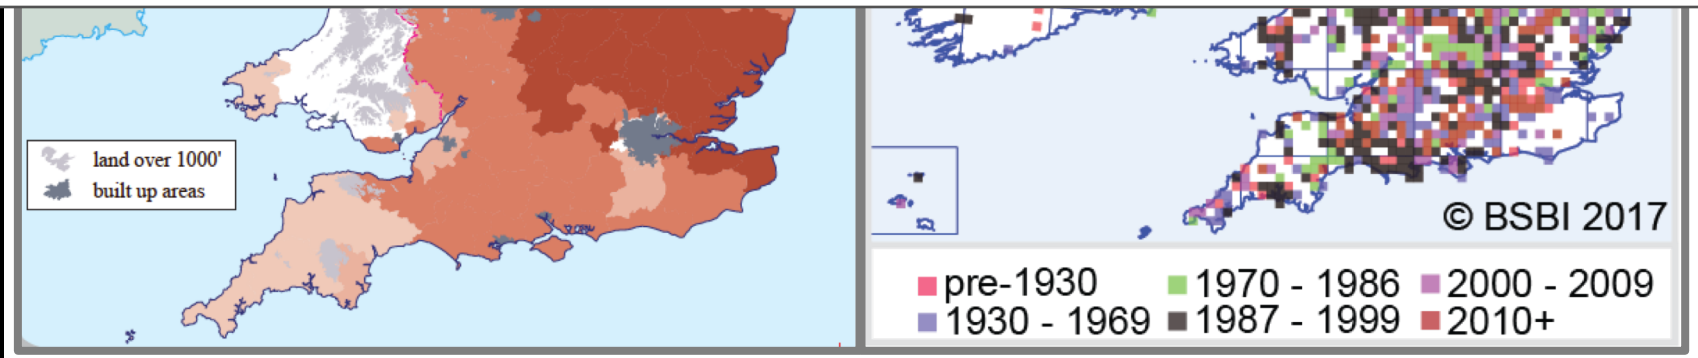 land over 1000'
built up areas
© BSBI 2017
pre-1930 1970 - 1986 2000 - 2009
1930 - 1969 1987 - 1999 2010+